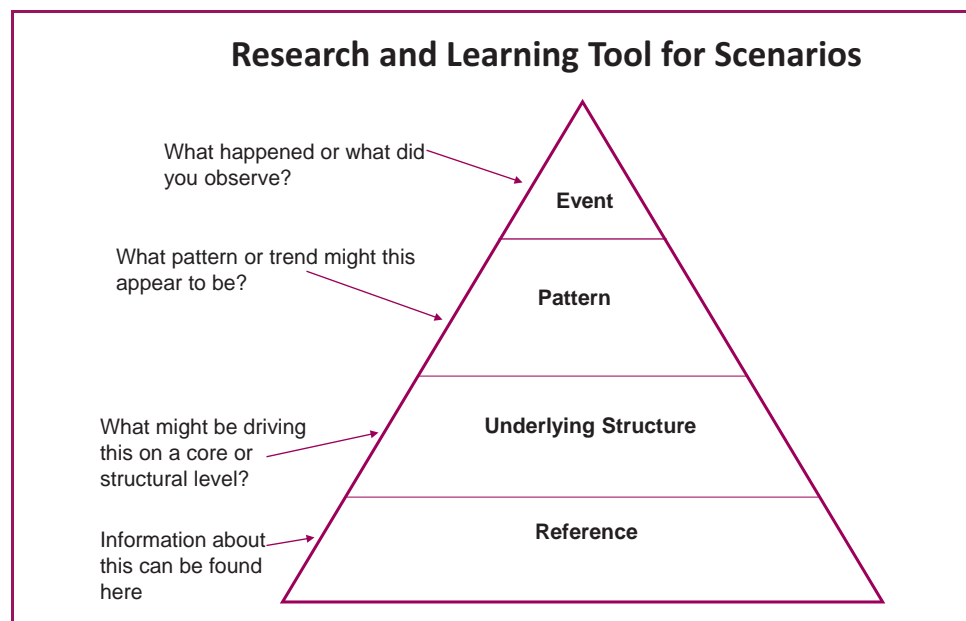 Research and Learning Tool for Scenarios
What happened or what did
you observe?
Event
What pattern or trend might this
appear to be?
Pattern
What might be driving
this on a core or
structural level?
Underlying Structure
Information about
this can be found
here
Reference